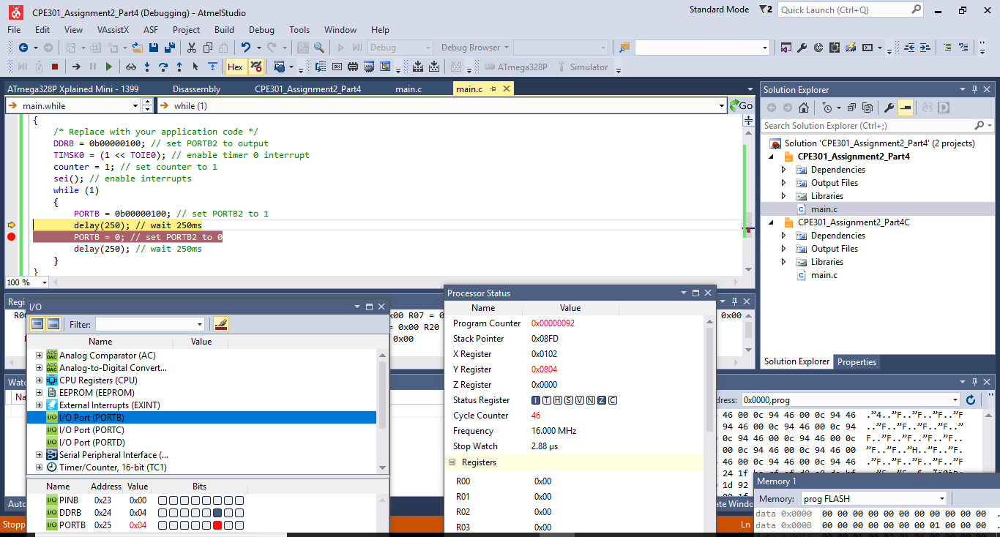 CPE301_Assignment2_Part4 (Debugging) - AtmelStudio
Standard Mode
2
Quick Launch (Ctrl+Q)
File Edit View VAssistX ASF Project Build Debug Tools Window Help
Debug
Debug Browser
Hex
ATmega328P
Simulator
ATmega328P Xplained Mini - 1399
Disassembly
CPE301_Assignment2_Part4
main.c
main.c
main.while
while (1)
Go
{
/* Replace with your application code */
DDRB = 0b00000100; // set PORTB2 to output
TIMSK0 = (1 << TOIE0); // enable timer 0 interrupt
counter = 1; // set counter to 1
sei(); // enable interrupts
while (1)
{
PORTB = 0b00000100; // set PORTB2 to 1
delay(250); // wait 250ms
PORTB = 0; // set PORTB2 to 0
delay(250); // wait 250ms
}
}
100 %
Solution Explorer
Search Solution Explorer (Ctrl+;)
Solution 'CPE301_Assignment2_Part4' (2 projects)
CPE301_Assignment2_Part4
Dependencies
Output Files
Libraries
main.c
CPE301_Assignment2_Part4C
Dependencies
Output Files
Libraries
main.c
Solution Explorer
Properties
Regi
R00
x00 R07 = 0
= 0x00 R20
0x00
0x00
Watc
Na
Auto
Stopp
I/O
Filter:
Name Value
Analog Comparator (AC)
Analog-to-Digital Convert...
CPU Registers (CPU)
EEPROM (EEPROM)
External Interrupts (EXINT)
I/O Port (PORTB)
I/O Port (PORTC)
I/O Port (PORTD)
Serial Peripheral Interface (...
Timer/Counter, 16-bit (TC1)
Name Address Value Bits
PINB 0x23 0x00
DDRB 0x24 0x04
PORTB 0x25 0x04
Processor Status
Name Value
Program Counter 0x00000092
Stack Pointer 0x08FD
X Register 0x0102
Y Register 0x0804
Z Register 0x0000
Status Register I T H S V N Z C
Cycle Counter 46
Frequency 16.000 MHz
Stop Watch 2.88 µs
Registers
R00 0x00
R01 0x00
R02 0x00
R03 0x00
dress: 0x0000,prog
46 00 0c 94 46 00 0c 94 46 .”4..”F..”F..”F..”F
94 46 00 0c 94 46 00 0c 94 ..”F..”F..”F..”F..”
0c 94 46 00 0c 94 46 00 0c F..”F..”F..”F..”F..
00 0c 94 46 00 0c 94 46 00 ”F..”F..”H..”F..”F.
46 00 0c 94 46 00 0c 94 46 .”F..”F..”F..”F..”F
24 1f
1d 92
ate Windo
Ln
Memory 1
Memory: prog FLASH
data 0x0000 00 00 00 00 00 00 00 00 00 00 00
data 0x000B 00 00 00 00 00 00 00 01 00 00 00